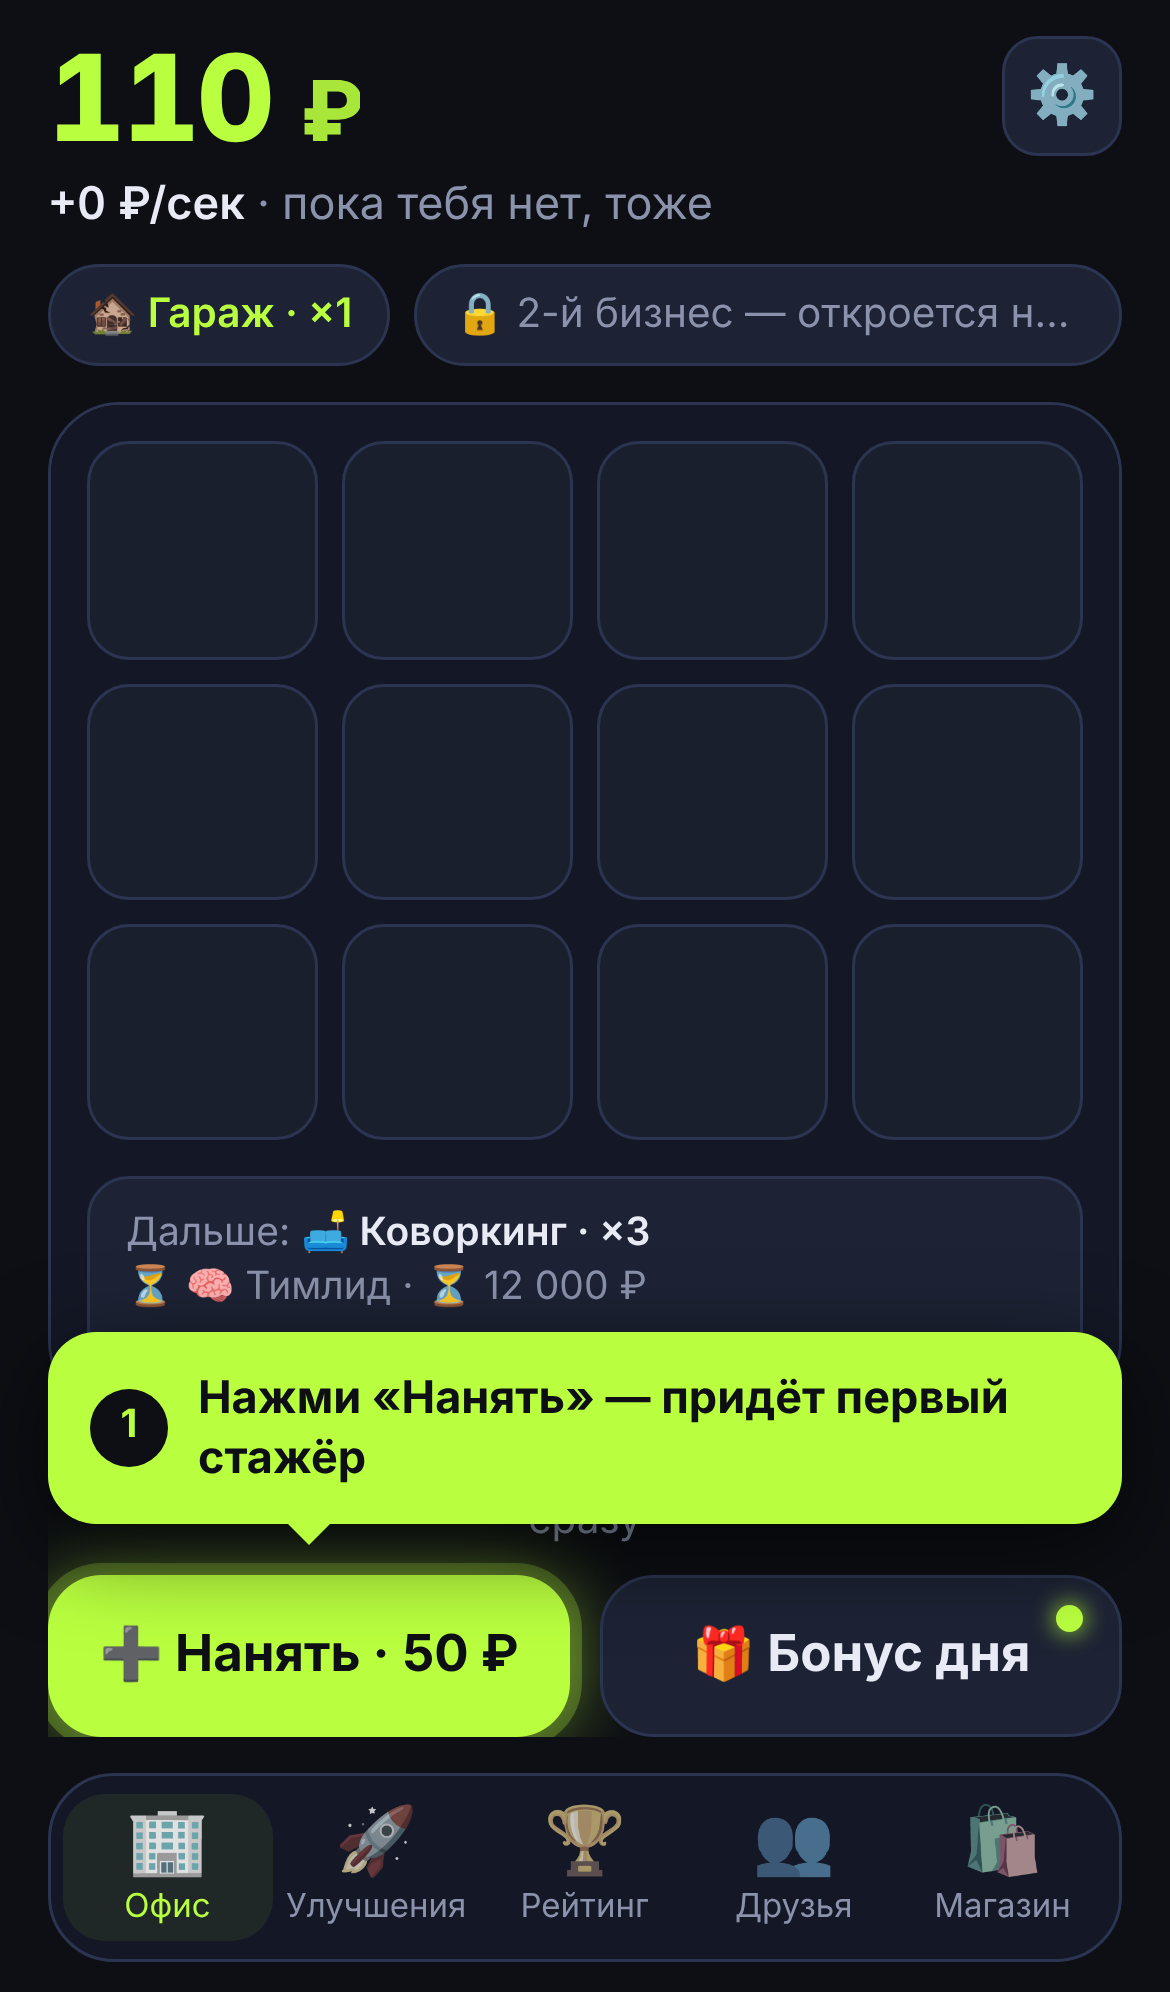 110 ₽
+0 ₽/сек · пока тебя нет, тоже
Гараж · ×1
2-й бизнес — откроется н...
Дальше: Коворкинг · ×3
Тимлид · 12 000 ₽
1
Нажми «Нанять» — придёт первый
стажёр
сразу
Нанять · 50 ₽
Бонус дня
Офис
Улучшения
Рейтинг
Друзья
Магазин